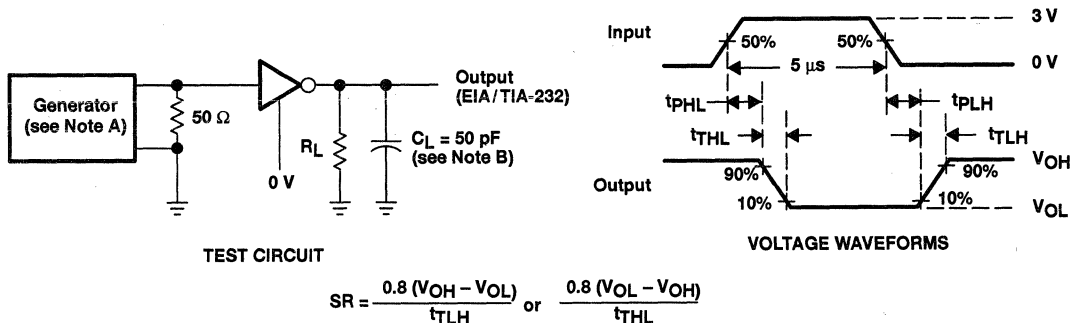 Generator
(see Note A)
50 Ω
0 V
RL
CL = 50 pF
(see Note B)
Output
(EIA/TIA-232)
TEST CIRCUIT
Input
50%
50%
3 V
0 V
5 µs
tPHL
tPLH
tTHL
tTLH
Output
90%
10%
90%
10%
VOH
VOL
VOLTAGE WAVEFORMS
SR = 0.8 (VOH – VOL) / tTLH or 0.8 (VOL – VOH) / tTHL